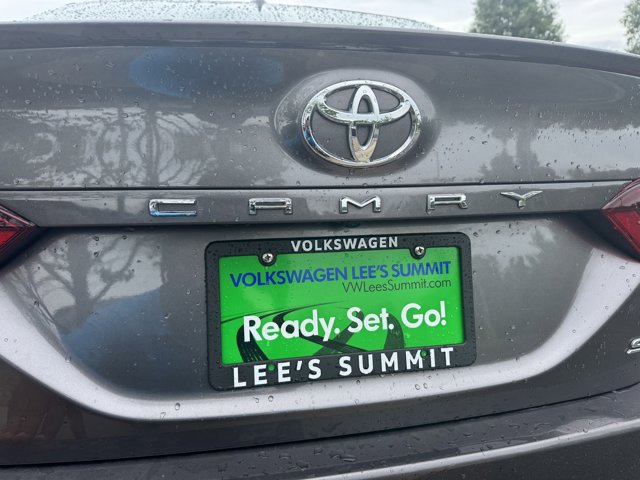 CAMRY
VOLKSWAGEN
VOLKSWAGEN LEE'S SUMMIT
VWLeesSummit.com
Ready. Set. Go!
LEE'S SUMMIT